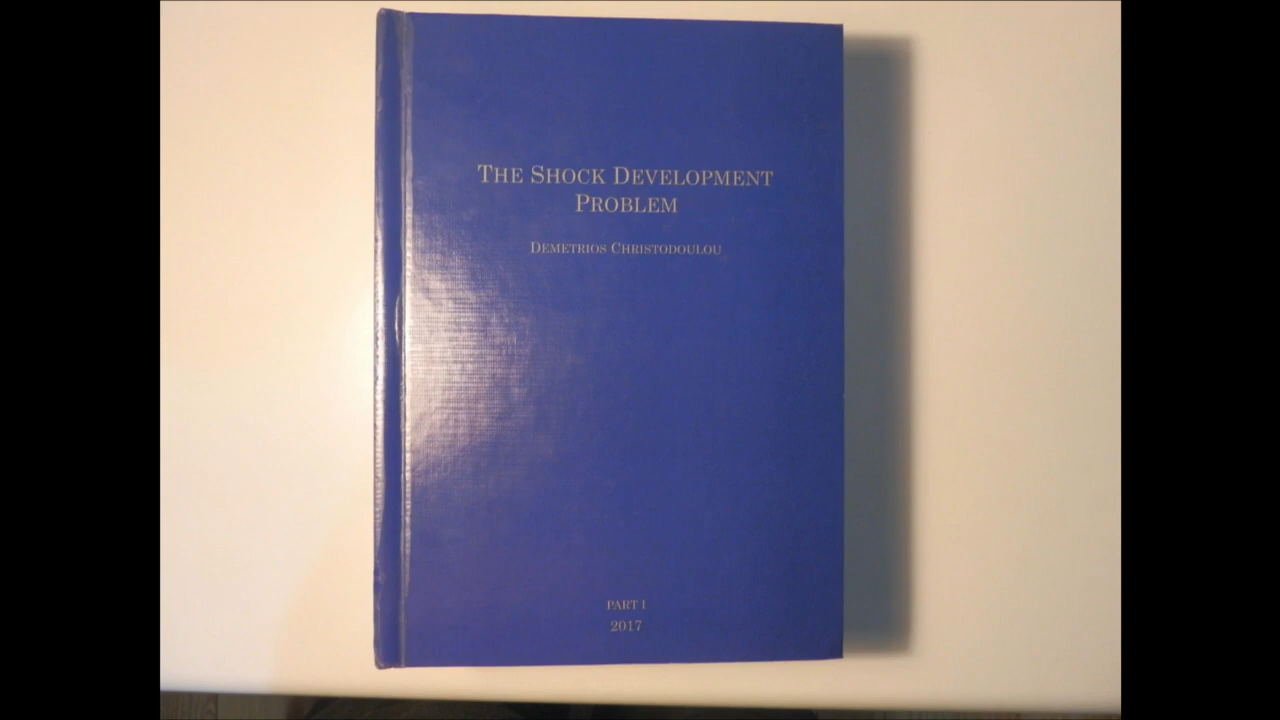 The Shock Development
Problem
Demetrios Christodoulou
PART I
2017